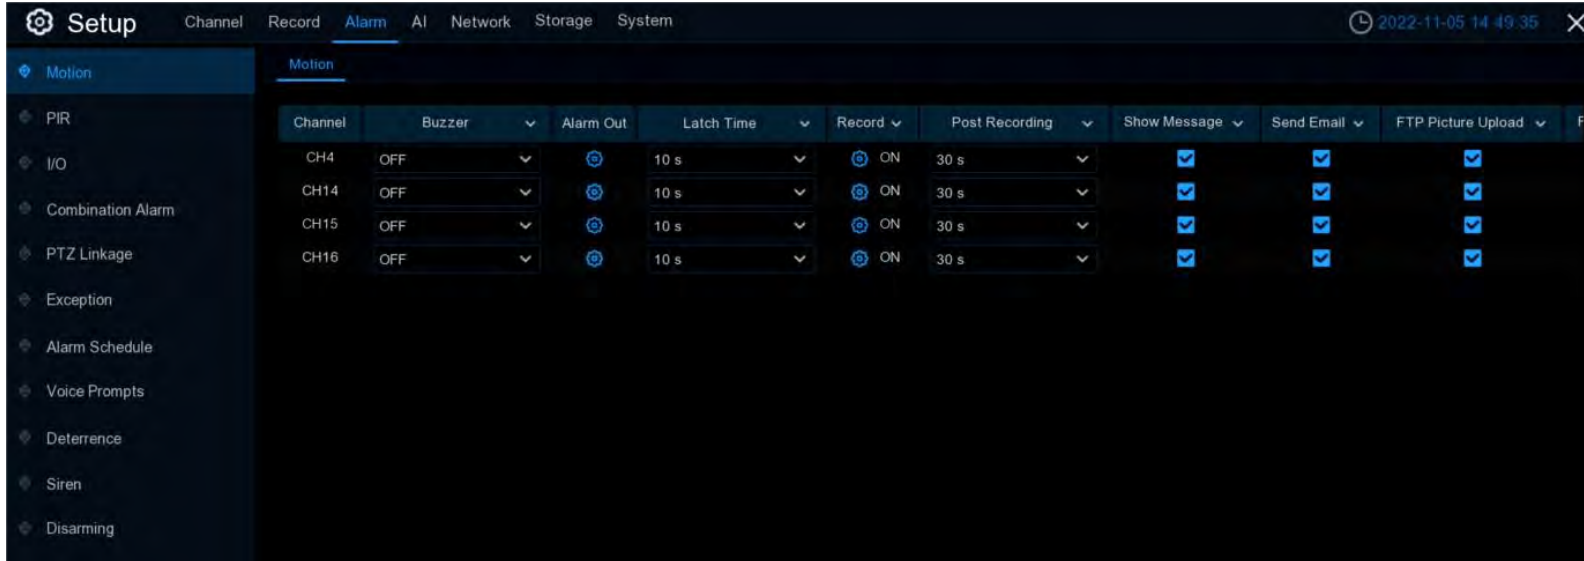 Setup Channel Record Alarm AI Network Storage System 2022-11-05 14:49:35
Motion
Motion
PIR
I/O
Combination Alarm
PTZ Linkage
Exception
Alarm Schedule
Voice Prompts
Deterrence
Siren
Disarming
Channel Buzzer Alarm Out Latch Time Record Post Recording Show Message Send Email FTP Picture Upload F
CH4 OFF 10 s ON 30 s
CH14 OFF 10 s ON 30 s
CH15 OFF 10 s ON 30 s
CH16 OFF 10 s ON 30 s